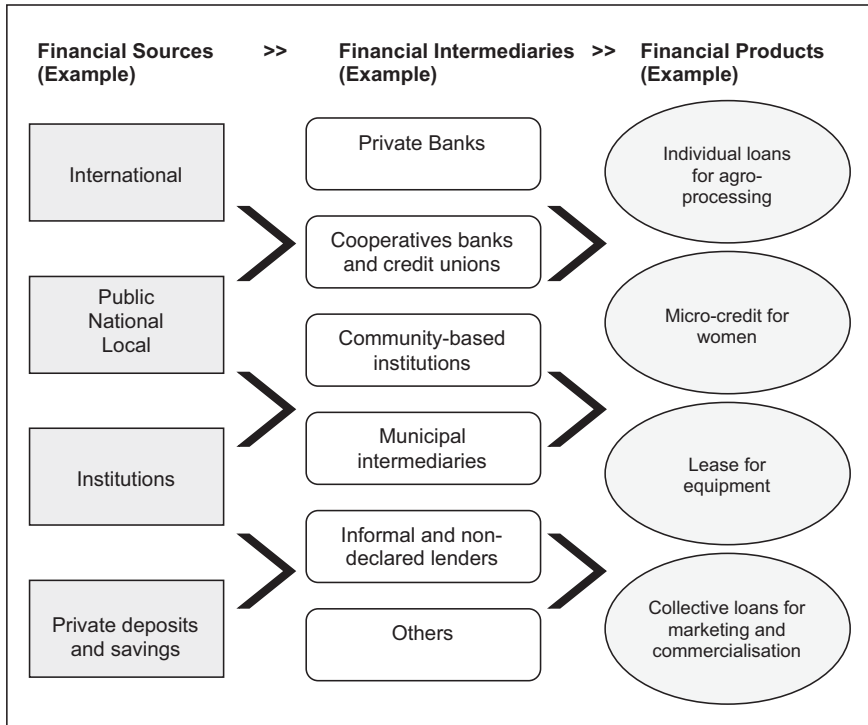 Financial Sources >> Financial Intermediaries >> Financial Products
(Example) (Example) (Example)
International
Public
National
Local
Institutions
Private deposits
and savings
Private Banks
Cooperatives banks
and credit unions
Community-based
institutions
Municipal
intermediaries
Informal and non-
declared lenders
Others
Individual loans
for agro-
processing
Micro-credit for
women
Lease for
equipment
Collective loans for
marketing and
commercialisation